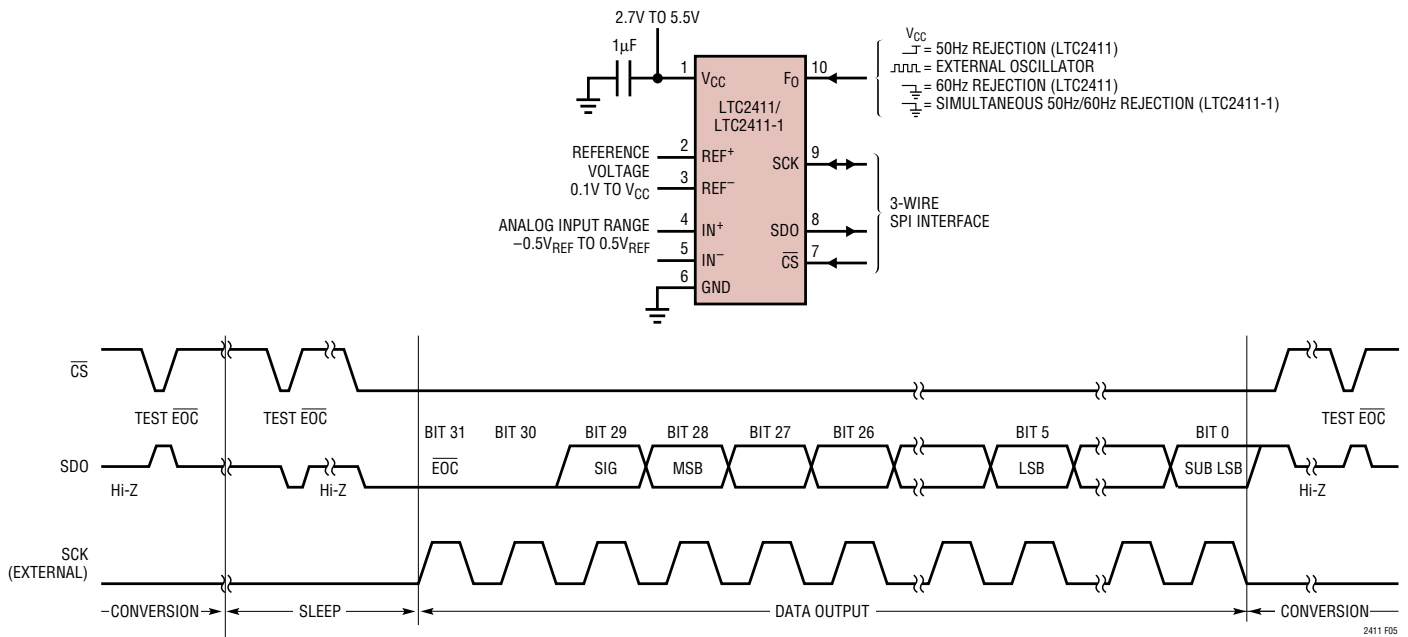 2.7V TO 5.5V
1µF
1
VCC
FO
10
LTC2411/
LTC2411-1
VCC
= 50Hz REJECTION (LTC2411)
= EXTERNAL OSCILLATOR
= 60Hz REJECTION (LTC2411)
= SIMULTANEOUS 50Hz/60Hz REJECTION (LTC2411-1)
REFERENCE
VOLTAGE
0.1V TO VCC
2
REF+
3
REF–
SCK
9
ANALOG INPUT RANGE
–0.5VREF TO 0.5VREF
4
IN+
5
IN–
6
GND
SDO
8
CS
7
3-WIRE
SPI INTERFACE
CS
TEST EOC
TEST EOC
TEST EOC
BIT 31
BIT 30
BIT 29
BIT 28
BIT 27
BIT 26
BIT 5
BIT 0
SDO
EOC
SIG
MSB
LSB
SUB LSB
Hi-Z
Hi-Z
Hi-Z
SCK
(EXTERNAL)
CONVERSION
SLEEP
DATA OUTPUT
CONVERSION
2411 F05